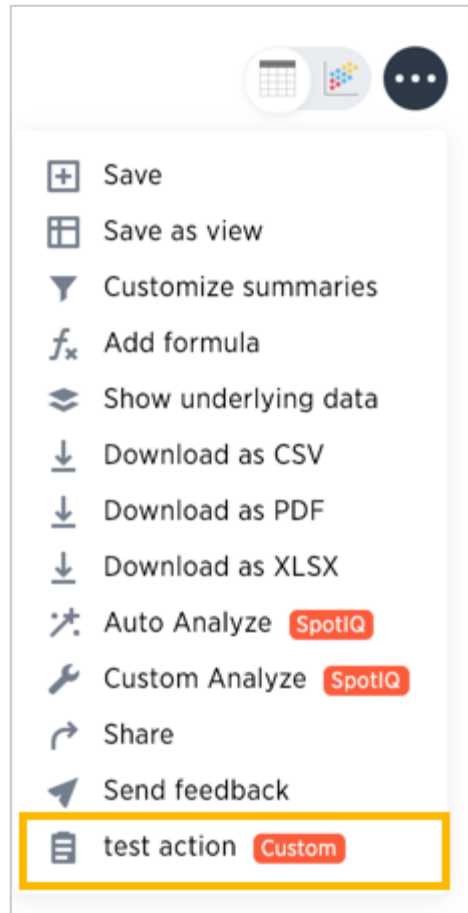 Save
Save as view
Customize summaries
fx Add formula
Show underlying data
Download as CSV
Download as PDF
Download as XLSX
Auto Analyze SpotIQ
Custom Analyze SpotIQ
Share
Send feedback
test action Custom